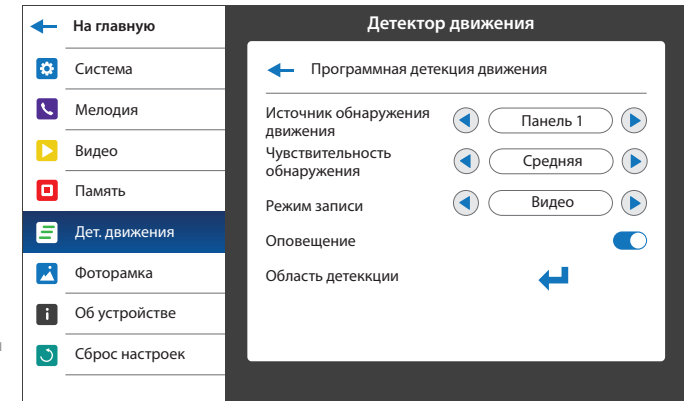 На главную
Система
Мелодия
Видео
Память
Дет. движения
Фоторамка
Об устройстве
Сброс настроек
Детектор движения
Программная детекция движения
Источник обнаружения
движения
Панель 1
Чувствительность
обнаружения
Средняя
Режим записи
Видео
Оповещение
Область детеккции